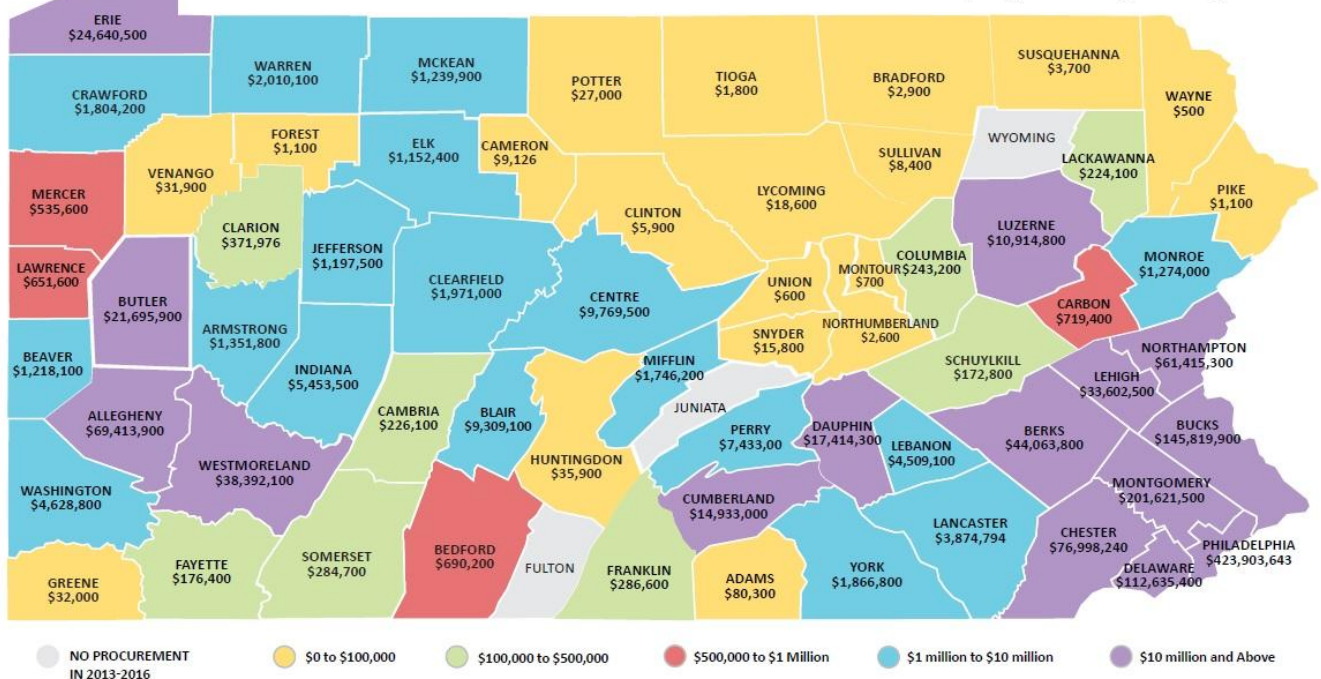 ERIE
$24,640,500
WARREN
$2,010,100
MCKEAN
$1,239,900
POTTER
$27,000
TIOGA
$1,800
BRADFORD
$2,900
SUSQUEHANNA
$3,700
WAYNE
$500
CRAWFORD
$1,804,200
FOREST
$1,100
ELK
$1,152,400
CAMERON
$9,126
SULLIVAN
$8,400
WYOMING
LACKAWANNA
$224,100
PIKE
$1,100
MERCER
$535,600
VENANGO
$31,900
CLARION
$371,976
JEFFERSON
$1,197,500
CLINTON
$5,900
LYCOMING
$18,600
COLUMBIA
$243,200
LUZERNE
$10,914,800
MONROE
$1,274,000
LAWRENCE
$651,600
BUTLER
$21,695,900
ARMSTRONG
$1,351,800
CLEARFIELD
$1,971,000
CENTRE
$9,769,500
UNION
$600
MONTOUR
$700
CARBON
$719,400
BEAVER
$1,218,100
INDIANA
$5,453,500
MIFFLIN
$1,746,200
SNYDER
$15,800
NORTHUMBERLAND
$2,600
SCHUYLKILL
$172,800
NORTHAMPTON
$61,415,300
LEHIGH
$33,602,500
ALLEGHENY
$69,413,900
WESTMORELAND
$38,392,100
CAMBRIA
$226,100
BLAIR
$9,309,100
HUNTINGDON
$35,900
JUNIATA
PERRY
$7,433,00
DAUPHIN
$17,414,300
LEBANON
$4,509,100
BERKS
$44,063,800
BUCKS
$145,819,900
WASHINGTON
$4,628,800
CUMBERLAND
$14,933,000
LANCASTER
$3,874,794
MONTGOMERY
$201,621,500
CHESTER
$76,998,240
PHILADELPHIA
$423,903,643
DELAWARE
$112,635,400
GREENE
$32,000
FAYETTE
$176,400
SOMERSET
$284,700
BEDFORD
$690,200
FULTON
FRANKLIN
$286,600
ADAMS
$80,300
YORK
$1,866,800
NO PROCUREMENT
IN 2013-2016
$0 to $100,000
$100,000 to $500,000
$500,000 to $1 Million
$1 million to $10 million
$10 million and Above